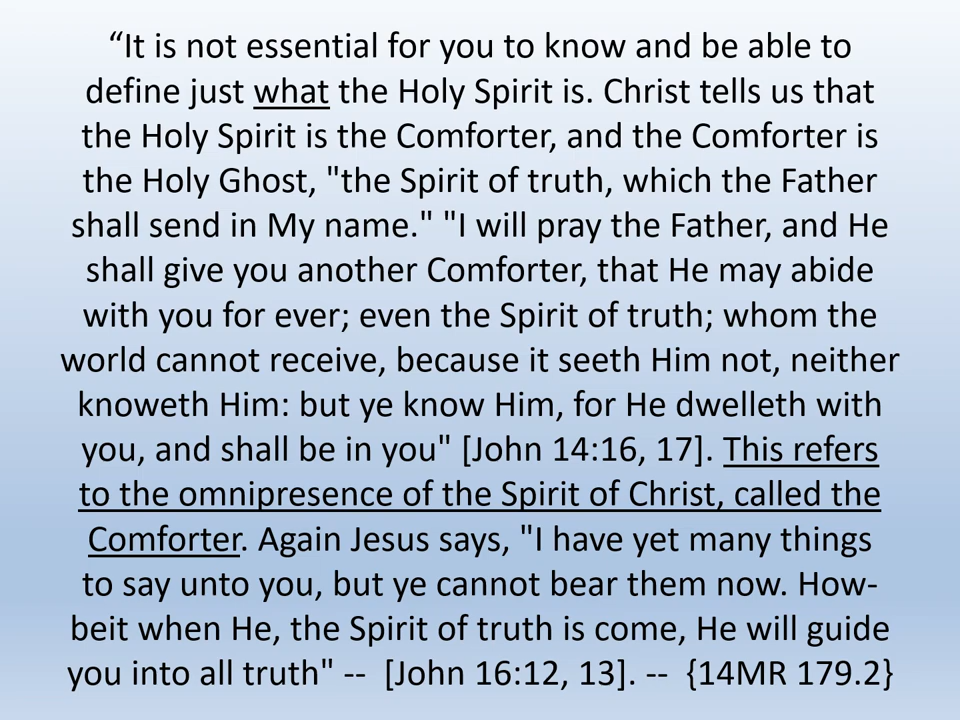 “It is not essential for you to know and be able to
define just what the Holy Spirit is. Christ tells us that
the Holy Spirit is the Comforter, and the Comforter is
the Holy Ghost, "the Spirit of truth, which the Father
shall send in My name." "I will pray the Father, and He
shall give you another Comforter, that He may abide
with you for ever; even the Spirit of truth; whom the
world cannot receive, because it seeth Him not, neither
knoweth Him: but ye know Him, for He dwelleth with
you, and shall be in you" [John 14:16, 17]. This refers
to the omnipresence of the Spirit of Christ, called the
Comforter. Again Jesus says, "I have yet many things
to say unto you, but ye cannot bear them now. How-
beit when He, the Spirit of truth is come, He will guide
you into all truth" -- [John 16:12, 13]. -- {14MR 179.2}